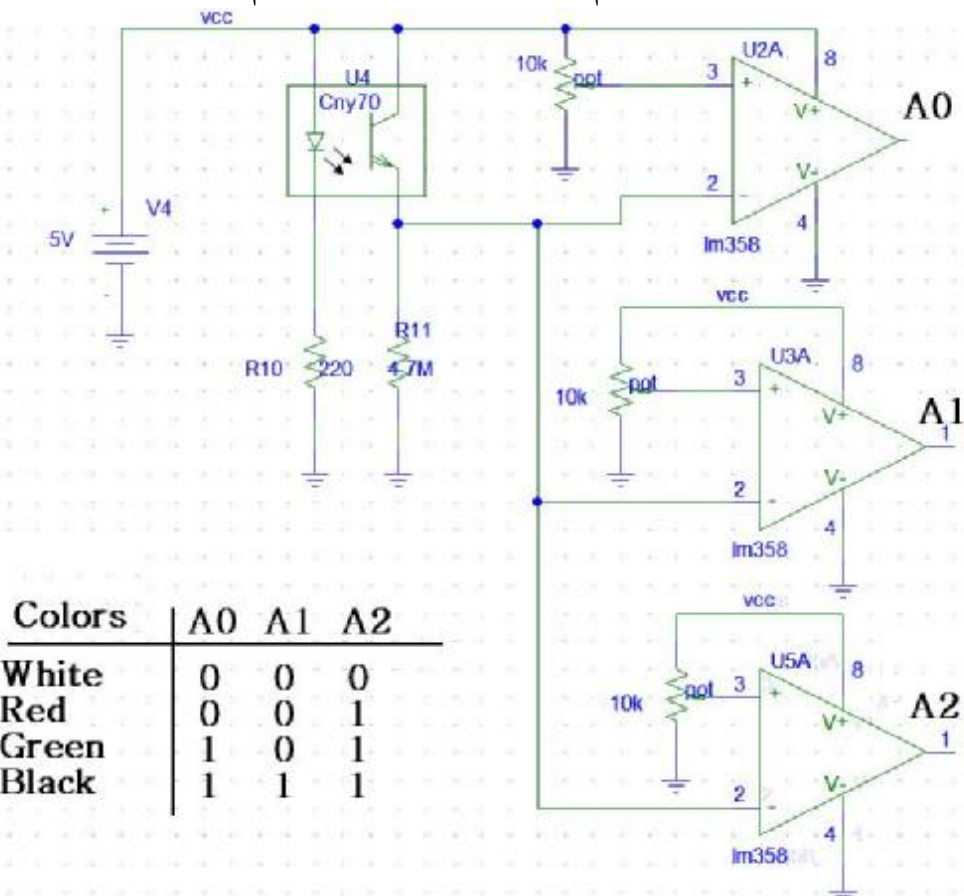 vcc
U2A
8
10k
ppt
3
+
V+
A0
U4
Cny70
V-
2
-
4
lm358
+
V4
5V
-
vcc
R11
R10
220
4.7M
U3A
8
3
+
10k
ppt
V+
A1
1
V-
2
-
4
lm358
vcc
U5A
8
3
+
10k
ppt
V+
A2
1
V-
2
-
4
lm358
Colors A0 A1 A2
White 0 0 0
Red 0 0 1
Green 1 0 1
Black 1 1 1